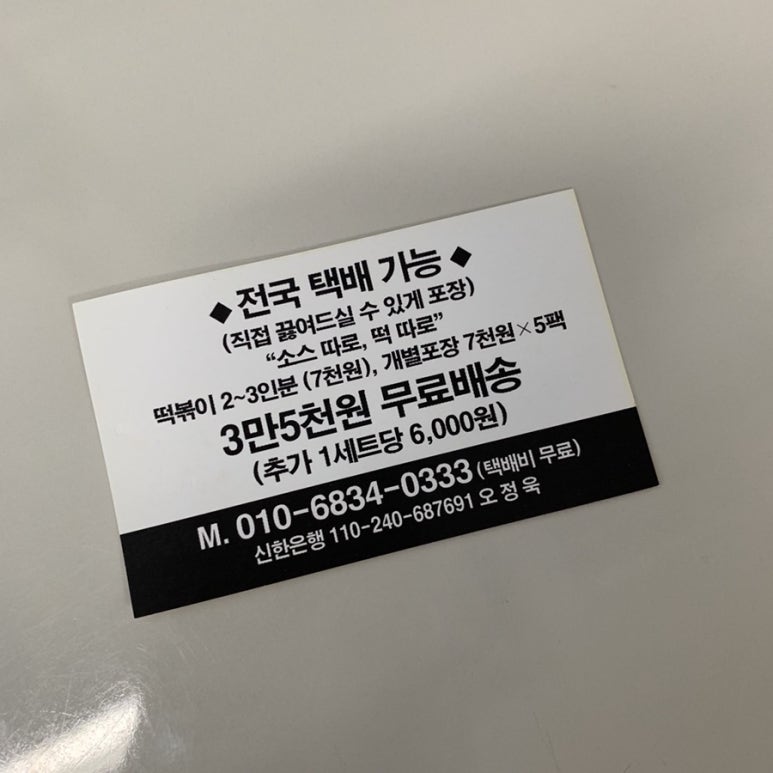 ◆ 전국 택배 가능 ◆
(직접 끓여드실 수 있게 포장)
“소스 따로, 떡 따로”
떡볶이 2~3인분 (7천원), 개별포장 7천원×5팩
3만5천원 무료배송
(추가 1세트당 6,000원)
M. 010-6834-0333 (택배비 무료)
신한은행 110-240-687691 오정욱